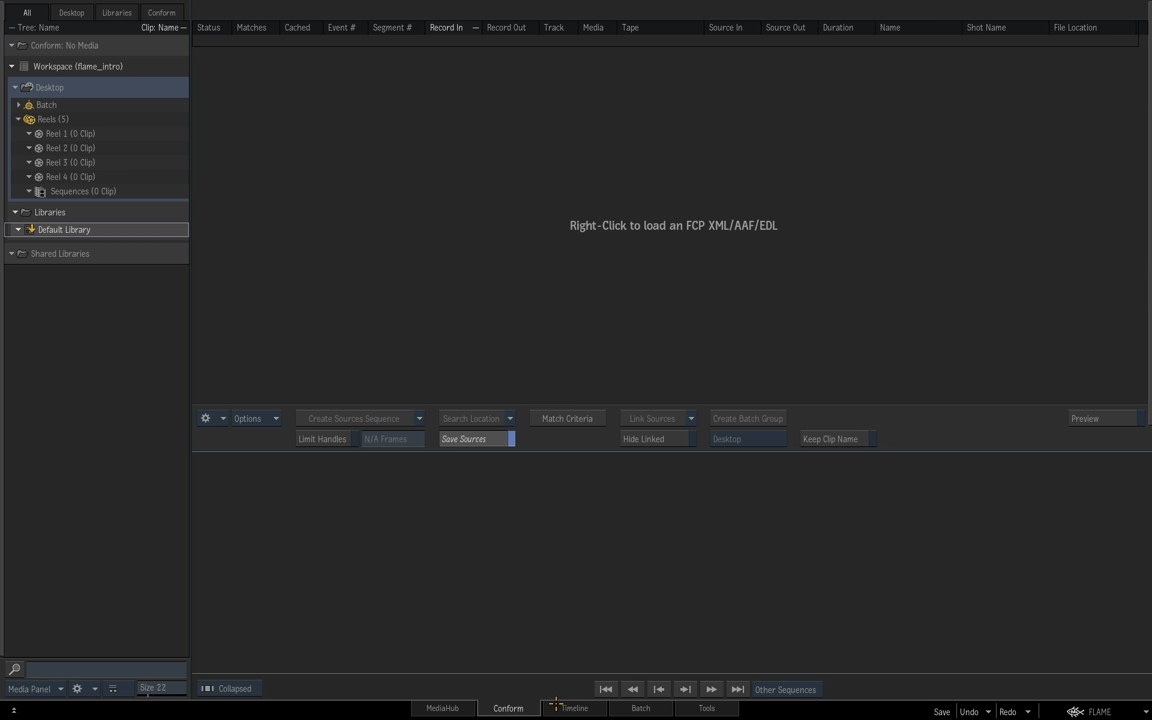 All Desktop Libraries Conform
Tree: Name Clip: Name
Status Matches Cached Event # Segment # Record In Record Out Track Media Tape Source In Source Out Duration Name Shot Name File Location
Conform: No Media
Workspace (flame_intro)
Desktop
Batch
Reels (5)
Reel 1 (0 Clip)
Reel 2 (0 Clip)
Reel 3 (0 Clip)
Reel 4 (0 Clip)
Sequences (0 Clip)
Libraries
Default Library
Shared Libraries
Right-Click to load an FCP XML/AAF/EDL
Options Create Sources Sequence Search Location Match Criteria Link Sources Create Batch Group Preview
Limit Handles N/A Frames Save Sources Hide Linked Desktop Keep Clip Name
Media Panel Size 22 Collapsed Other Sequences
MediaHub Conform Timeline Batch Tools Save Undo Redo FLAME